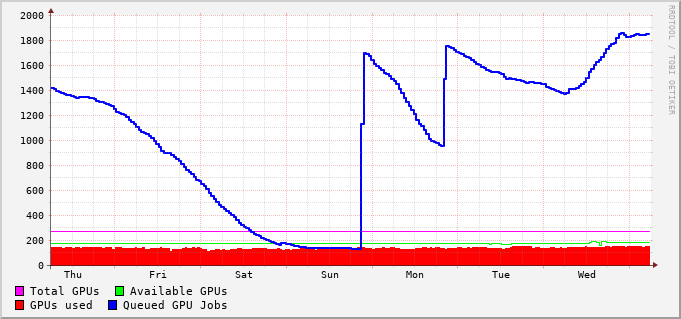 2000
1800
1600
1400
1200
1000
800
600
400
200
0
Thu Fri Sat Sun Mon Tue Wed
Total GPUs Available GPUs
GPUs used Queued GPU Jobs
RRDTOOL / TOBI OETIKER